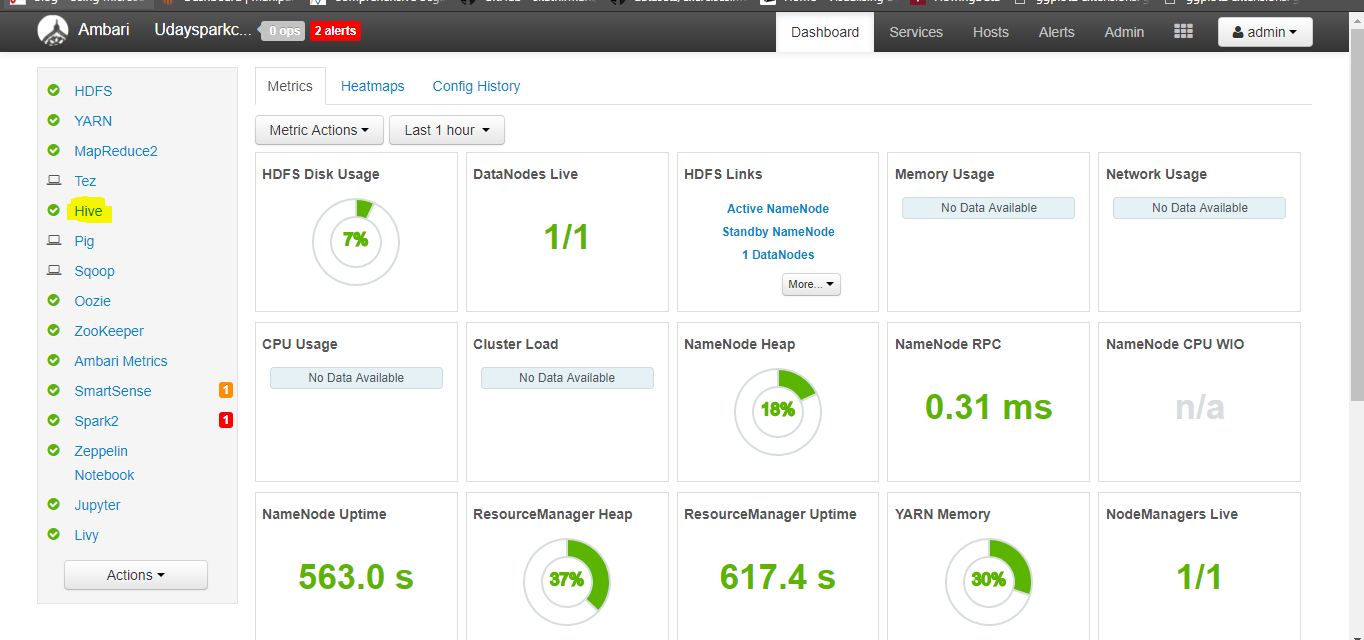 Ambari Udaysparkc... 0 ops 2 alerts Dashboard Services Hosts Alerts Admin admin
HDFS
YARN
MapReduce2
Tez
Hive
Pig
Sqoop
Oozie
ZooKeeper
Ambari Metrics
SmartSense 1
Spark2 1
Zeppelin
Notebook
Jupyter
Livy
Actions
Metrics Heatmaps Config History
Metric Actions Last 1 hour
HDFS Disk Usage
7%
DataNodes Live
1/1
HDFS Links
Active NameNode
Standby NameNode
1 DataNodes
More...
Memory Usage
No Data Available
Network Usage
No Data Available
CPU Usage
No Data Available
Cluster Load
No Data Available
NameNode Heap
18%
NameNode RPC
0.31 ms
NameNode CPU WIO
n/a
NameNode Uptime
563.0 s
ResourceManager Heap
37%
ResourceManager Uptime
617.4 s
YARN Memory
30%
NodeManagers Live
1/1